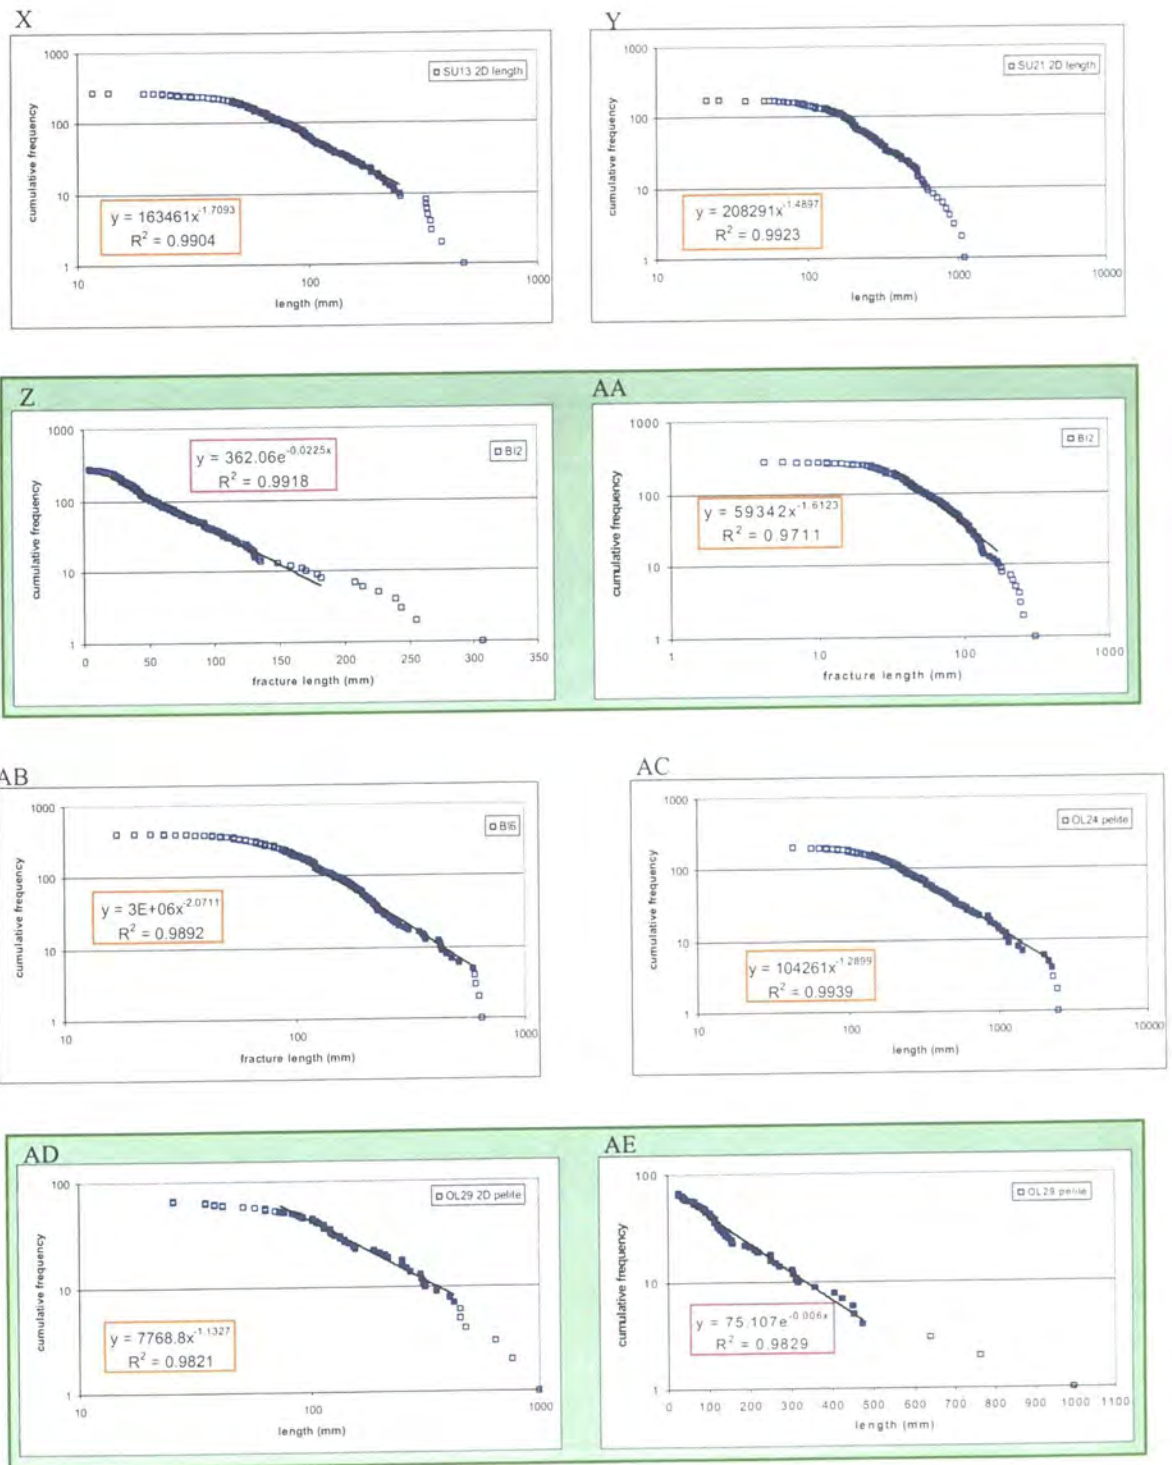 X
1000
100
10
1
10
100
1000
cumulative frequency
length (mm)
SU13 2D length
y = 163461x^-1.7093
R² = 0.9904
Y
1000
100
10
1
10
100
1000
10000
cumulative frequency
length (mm)
SU21 2D length
y = 208291x^-1.4897
R² = 0.9923
Z
1000
100
10
1
0 50 100 150 200 250 300 350
cumulative frequency
fracture length (mm)
BI2
y = 362.06e^-0.0225x
R² = 0.9918
AA
1000
100
10
1
1 10 100 1000
cumulative frequency
fracture length (mm)
BI2
y = 59342x^-1.6123
R² = 0.9711
AB
1000
100
10
1
10 100 1000
cumulative frequency
fracture length (mm)
BI6
y = 3E+06x^-2.0711
R² = 0.9892
AC
1000
100
10
1
10 100 1000 10000
cumulative frequency
length (mm)
OL24 pelite
y = 104261x^-1.2899
R² = 0.9939
AD
100
10
1
10 100 1000
cumulative frequency
length (mm)
OL29 2D pelite
y = 7768.8x^-1.1327
R² = 0.9821
AE
100
10
1
0 100 200 300 400 500 600 700 800 900 1000 1100
cumulative frequency
length (mm)
OL29 pelite
y = 75.107e^-0.006x
R² = 0.9829